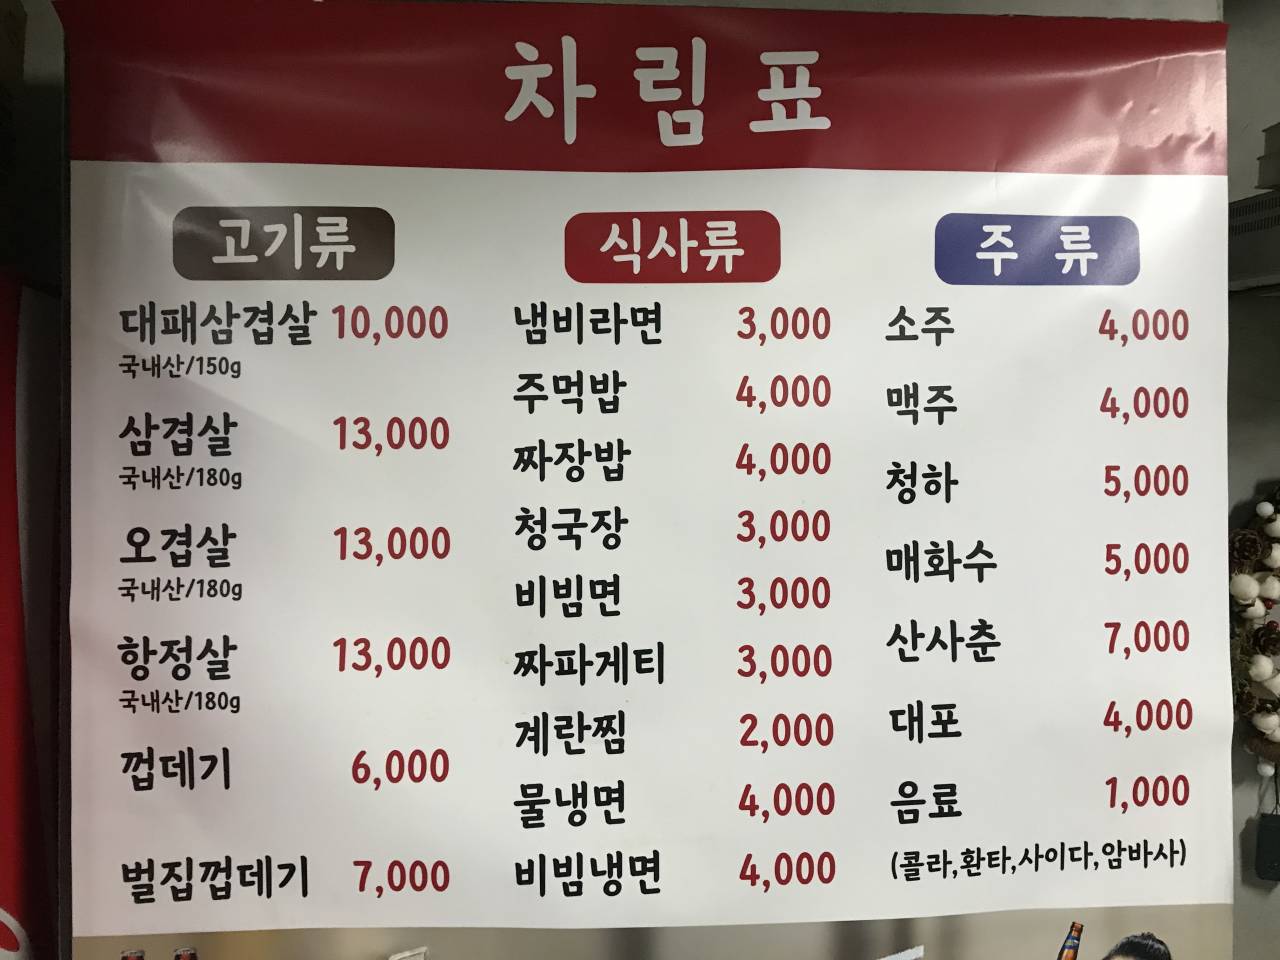 차림표
고기류
대패삼겹살 10,000
국내산/150g
삼겹살 13,000
국내산/180g
오겹살 13,000
국내산/180g
항정살 13,000
국내산/180g
껍데기 6,000
벌집껍데기 7,000
식사류
냄비라면 3,000
주먹밥 4,000
짜장밥 4,000
청국장 3,000
비빔면 3,000
짜파게티 3,000
계란찜 2,000
물냉면 4,000
비빔냉면 4,000
주 류
소주 4,000
맥주 4,000
청하 5,000
매화수 5,000
산사춘 7,000
대포 4,000
음료 1,000
(콜라,환타,사이다,암바사)